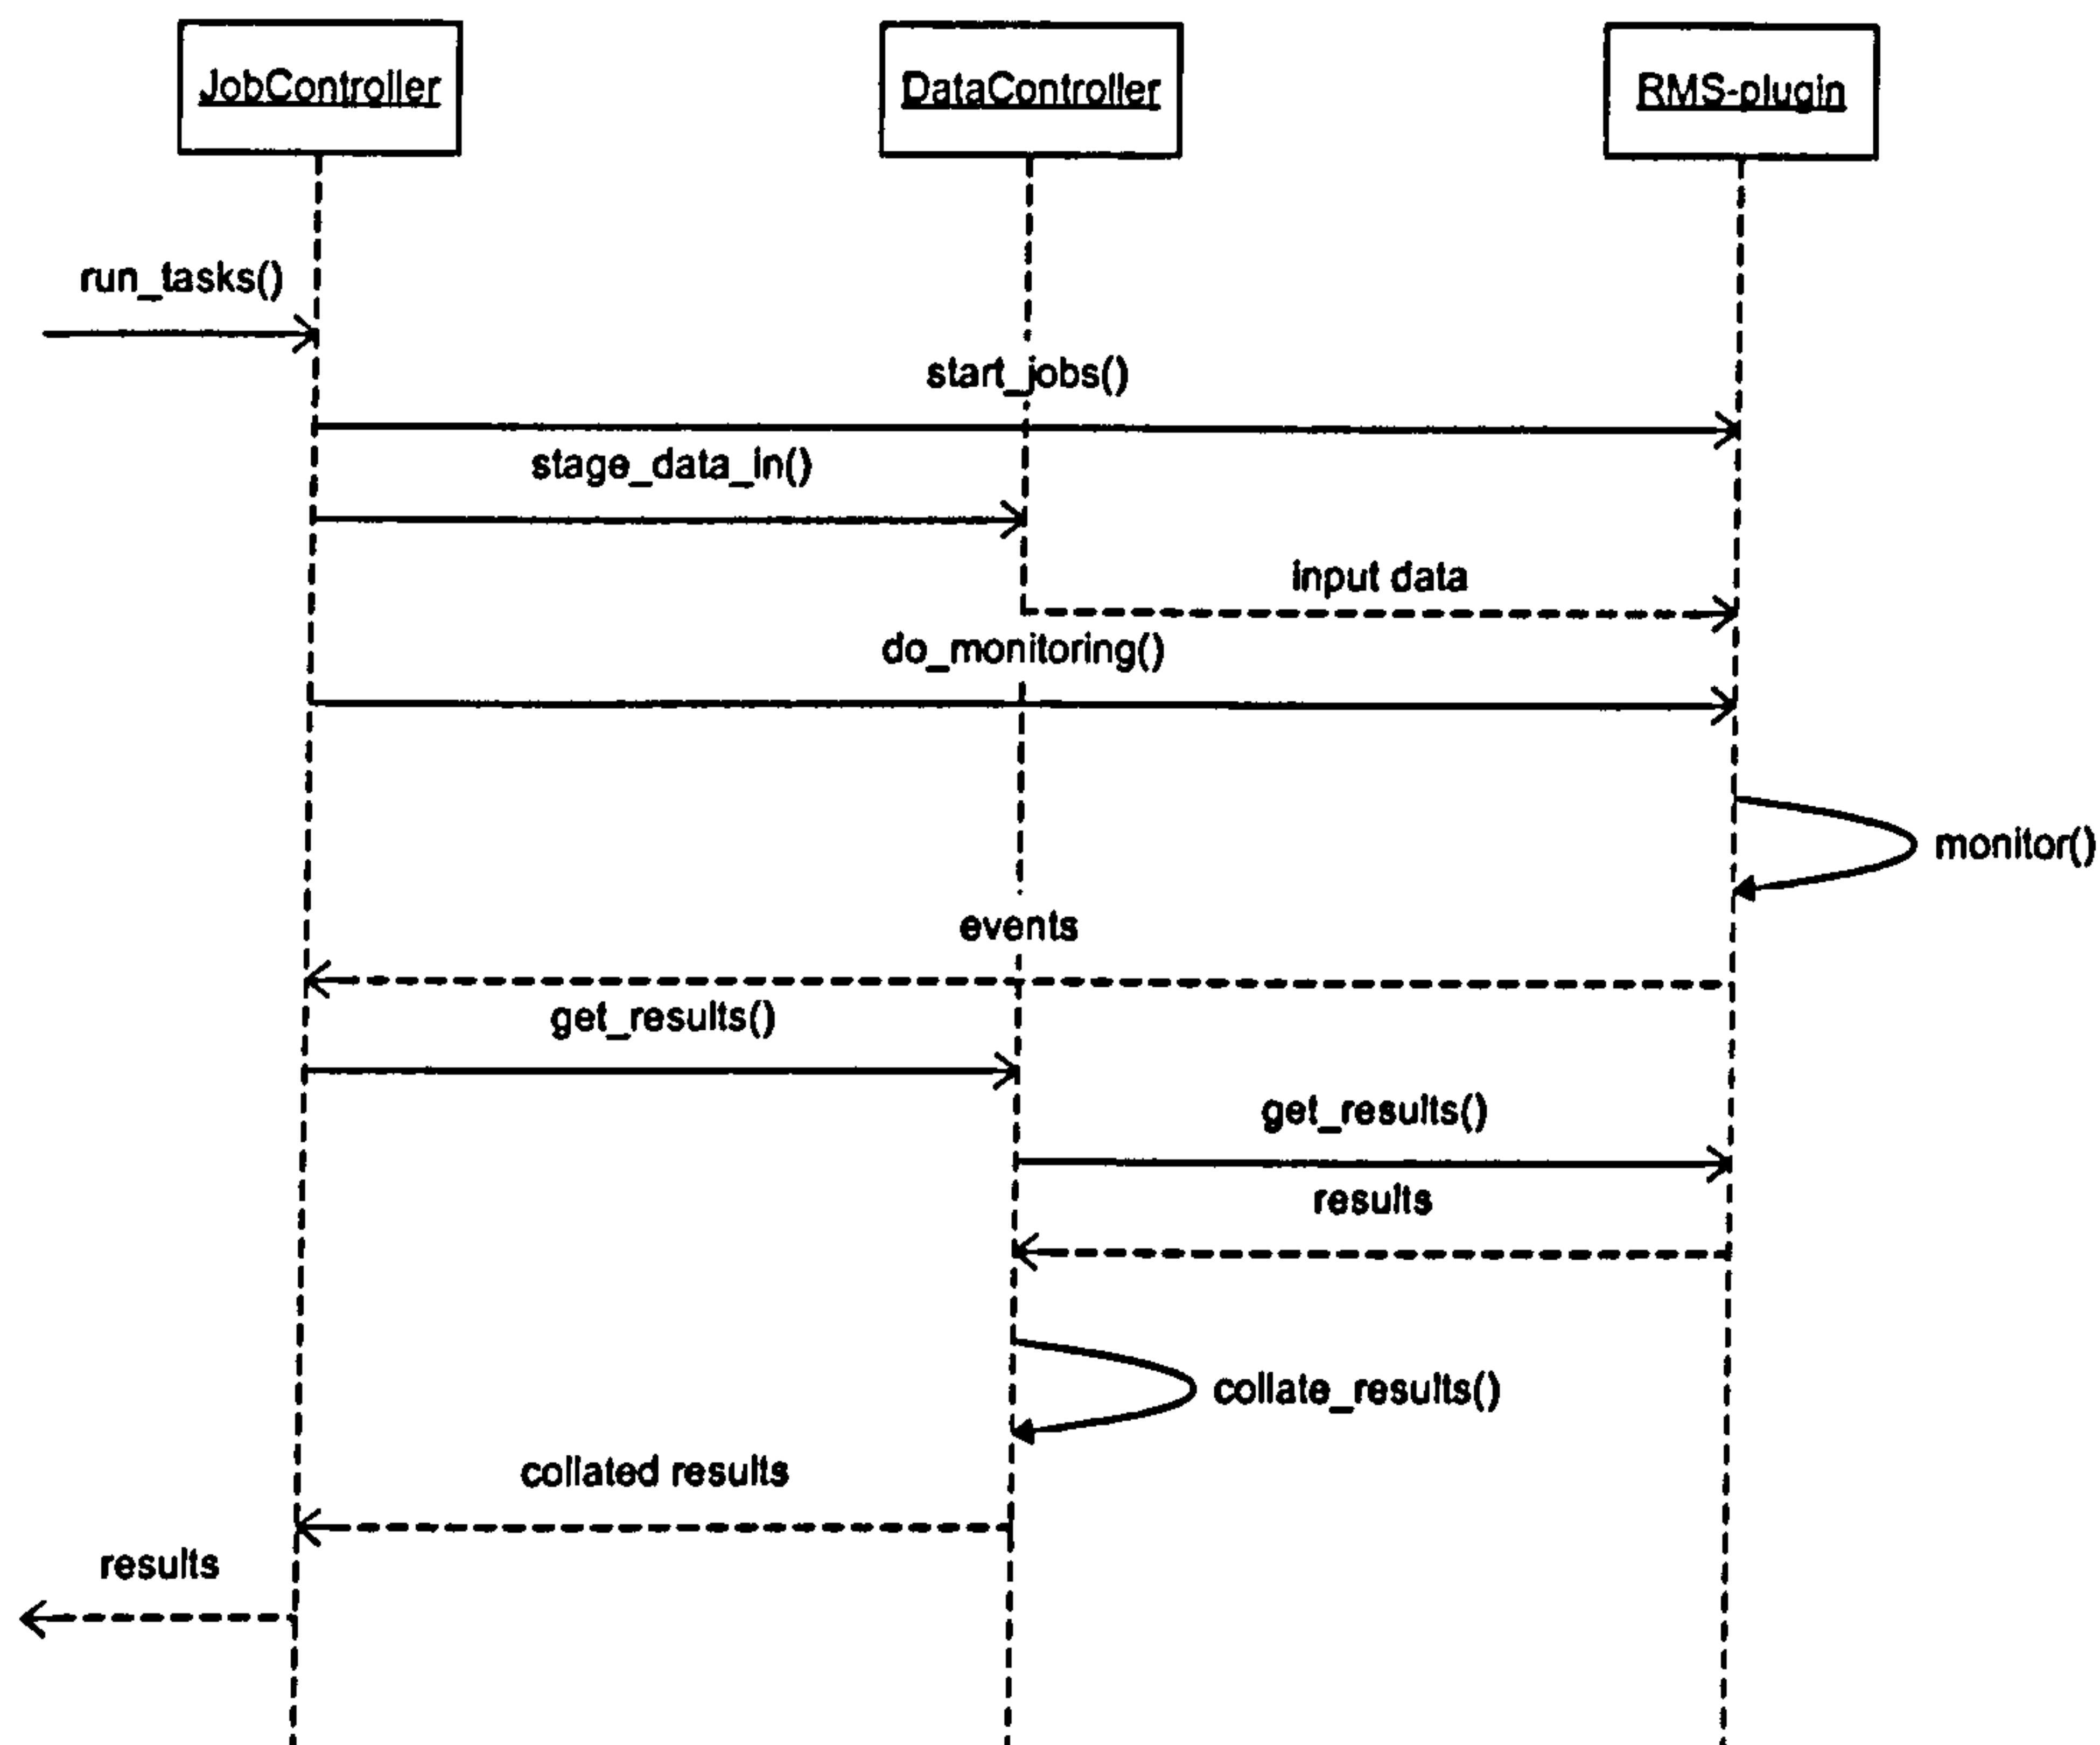 JobController
DataController
RMS-plugin
run_tasks()
start_jobs()
stage_data_in()
input data
do_monitoring()
monitor()
events
get_results()
get_results()
results
collate_results()
collated results
results